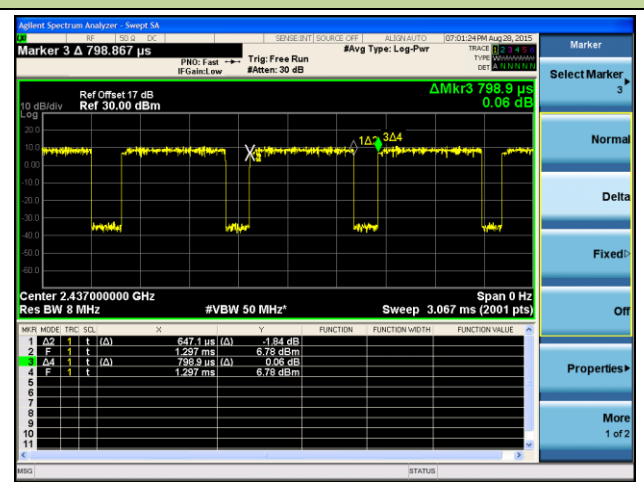 Agilent Spectrum Analyzer - Swept SA
RF 50 Ω DC SENSE:INT SOURCE OFF ALIGN AUTO 07:01:24 PM Aug 28, 2015
Marker 3 Δ 798.867 µs
#Avg Type: Log-Pwr
TRACE 1 2 3 4 5 6
TYPE
DET A N N N N N
PNO: Fast
IFGain:Low
Trig: Free Run
#Atten: 30 dB
ΔMkr3 798.9 µs
0.06 dB
Ref Offset 17 dB
10 dB/div Ref 30.00 dBm
Log
20.0
10.0
0.00
-10.0
-20.0
-30.0
-40.0
-50.0
-60.0
1Δ2
3Δ4
Center 2.437000000 GHz Span 0 Hz
Res BW 8 MHz #VBW 50 MHz* Sweep 3.067 ms (2001 pts)
MKR MODE TRC SCL X Y FUNCTION FUNCTION WIDTH FUNCTION VALUE
1 Δ2 1 t (Δ) 647.1 µs (Δ) -1.84 dB
2 F 1 t 1.297 ms 6.78 dBm
3 Δ4 1 t (Δ) 798.9 µs (Δ) 0.06 dB
4 F 1 t 1.297 ms 6.78 dBm
5
6
7
8
9
10
11
MSG STATUS
Marker
Select Marker
3
Normal
Delta
Fixed
Off
Properties
More
1 of 2